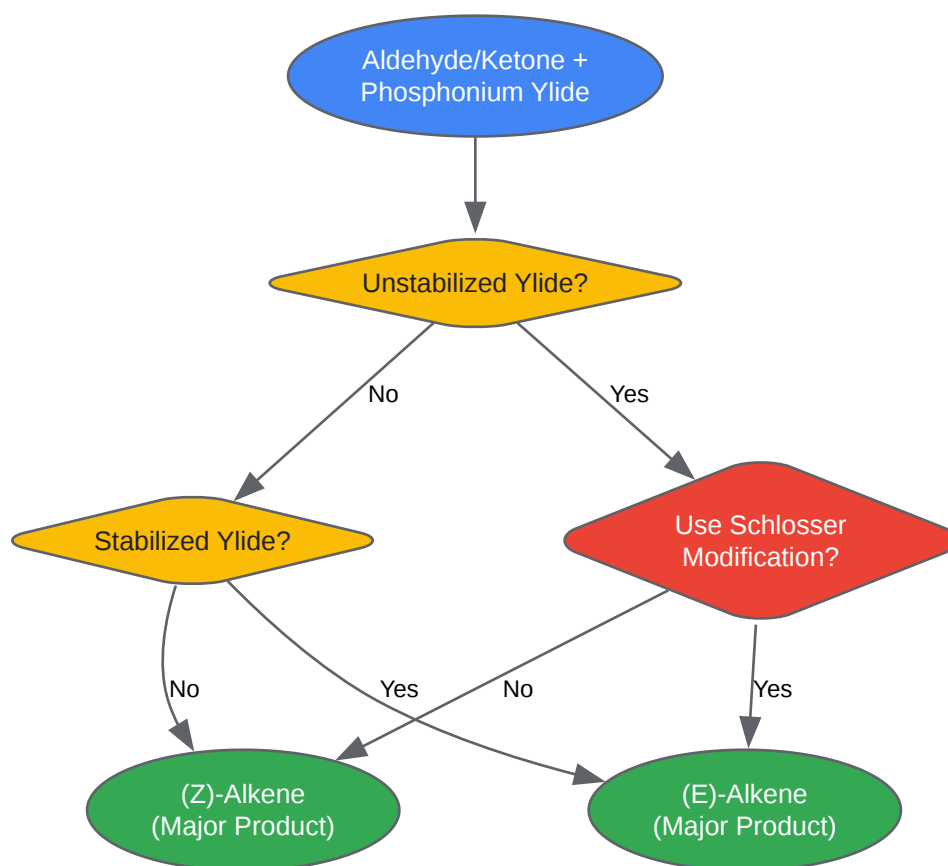 Aldehyde/Ketone +
Phosphonium Ylide
Unstabilized Ylide?
No
Yes
Stabilized Ylide?
Use Schlosser
Modification?
No
Yes
No
Yes
(Z)-Alkene
(Major Product)
(E)-Alkene
(Major Product)